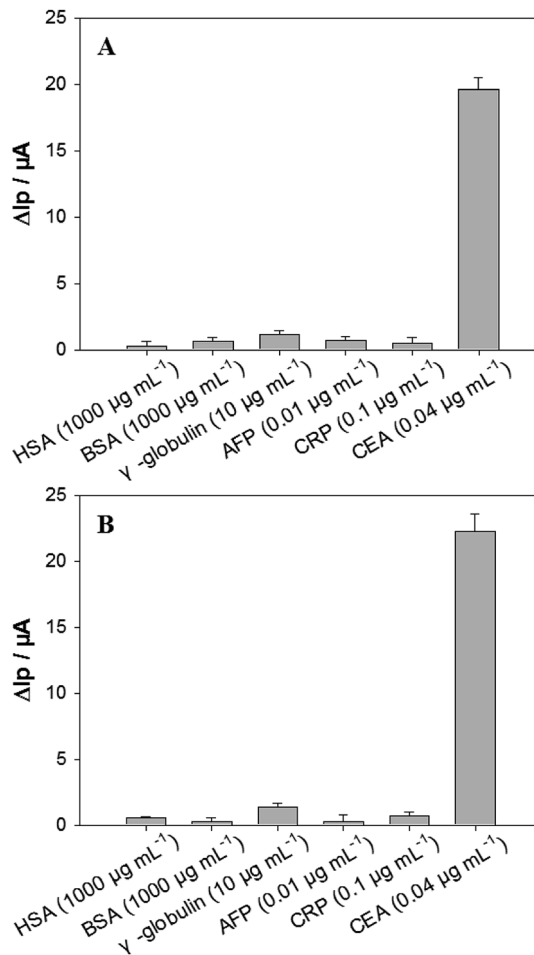 25
A
20
15
10
5
0
ΔIp / µA
HSA (1000 µg mL⁻¹)
BSA (1000 µg mL⁻¹)
γ -globulin (10 µg mL⁻¹)
AFP (0.01 µg mL⁻¹)
CRP (0.1 µg mL⁻¹)
CEA (0.04 µg mL⁻¹)
25
B
20
15
10
5
0
ΔIp / µA
HSA (1000 µg mL⁻¹)
BSA (1000 µg mL⁻¹)
γ -globulin (10 µg mL⁻¹)
AFP (0.01 µg mL⁻¹)
CRP (0.1 µg mL⁻¹)
CEA (0.04 µg mL⁻¹)